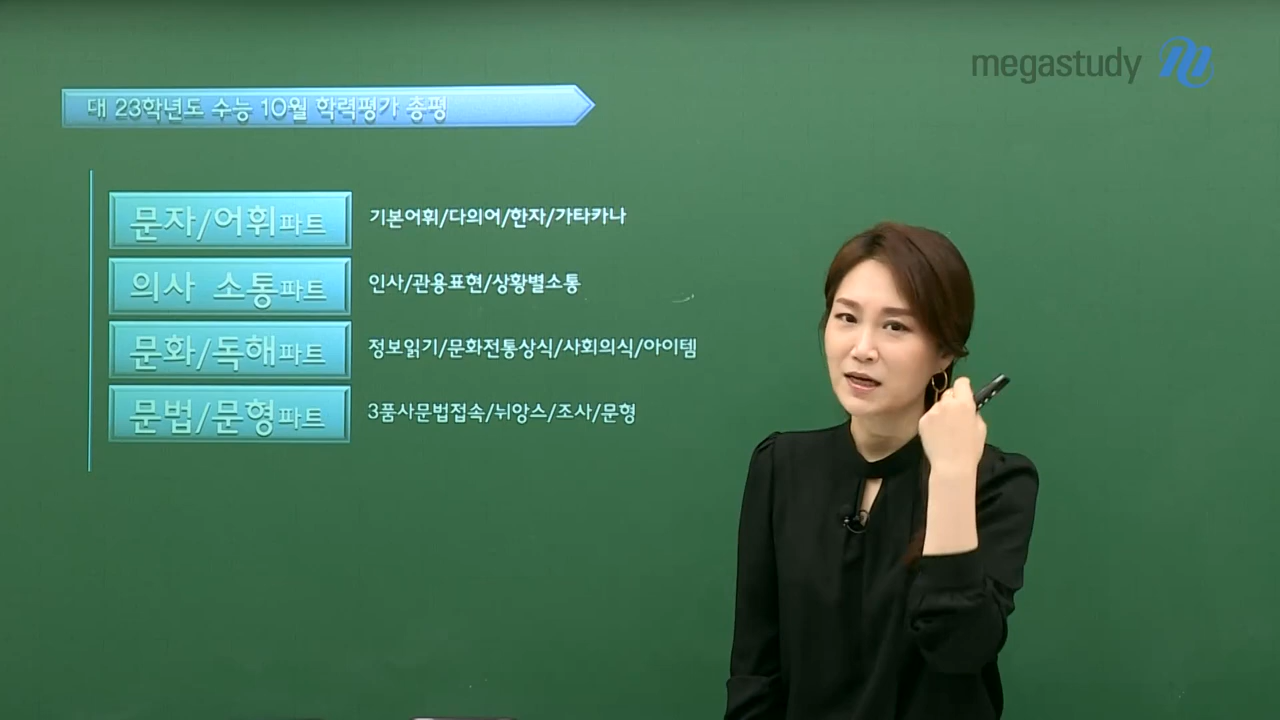 megastudy
대 23학년도 수능 10월 학력평가 총평
문자/어휘파트
기본어휘/다의어/한자/가타카나
의사 소통파트
인사/관용표현/상황별소통
문화/독해파트
정보읽기/문화전통상식/사회의식/아이템
문법/문형파트
3품사문법접속/뉘앙스/조사/문형